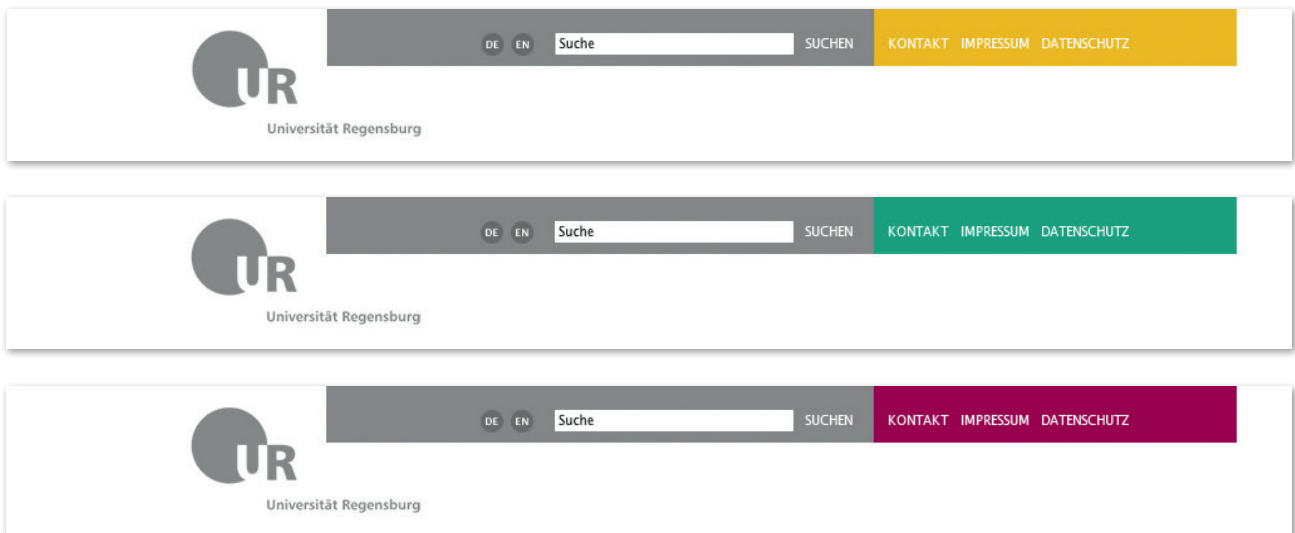 DE EN Suche SUCHEN KONTAKT IMPRESSUM DATENSCHUTZ
UR
Universität Regensburg
DE EN Suche SUCHEN KONTAKT IMPRESSUM DATENSCHUTZ
UR
Universität Regensburg
DE EN Suche SUCHEN KONTAKT IMPRESSUM DATENSCHUTZ
UR
Universität Regensburg